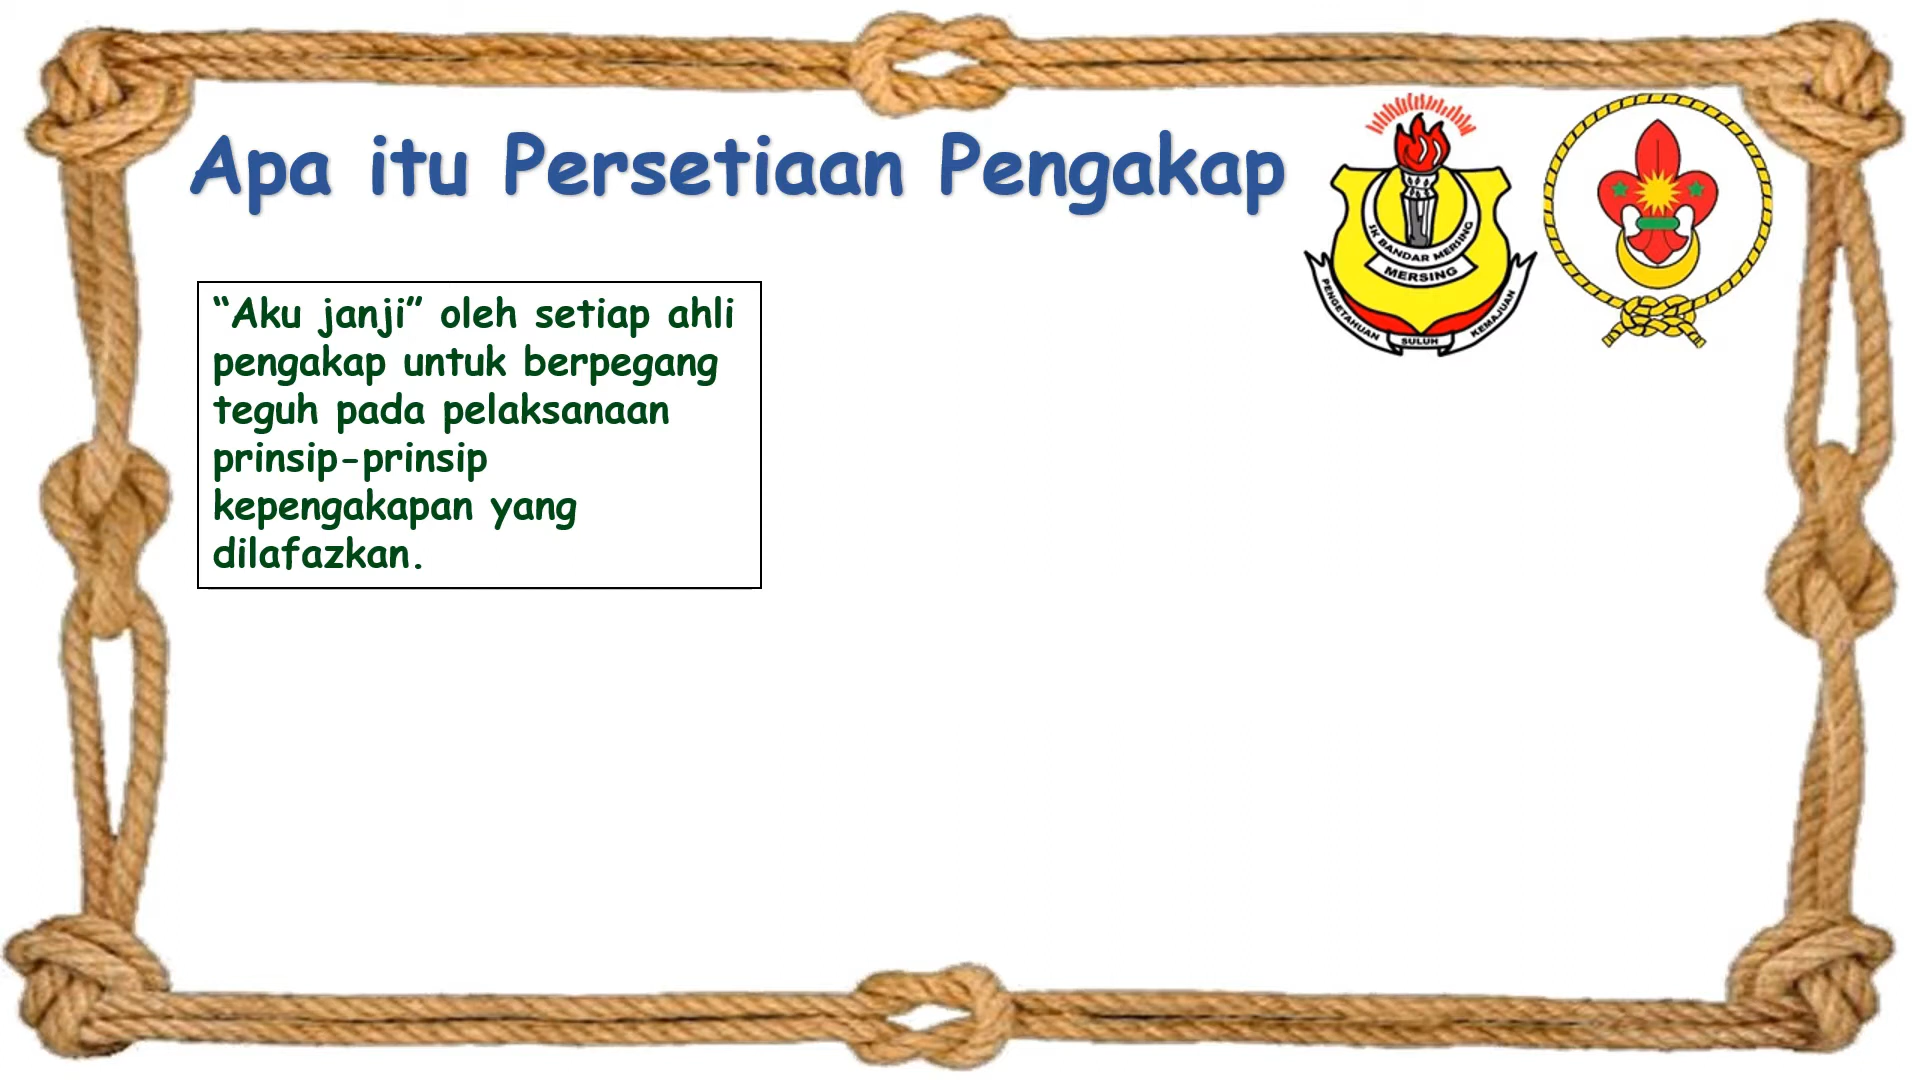 Apa itu Persetiaan Pengakap
SK BANDAR MERSING
MERSING
PENGETAHUAN SULUH KEMAJUAN
“Aku janji” oleh setiap ahli
pengakap untuk berpegang
teguh pada pelaksanaan
prinsip-prinsip
kepengakapan yang
dilafazkan.